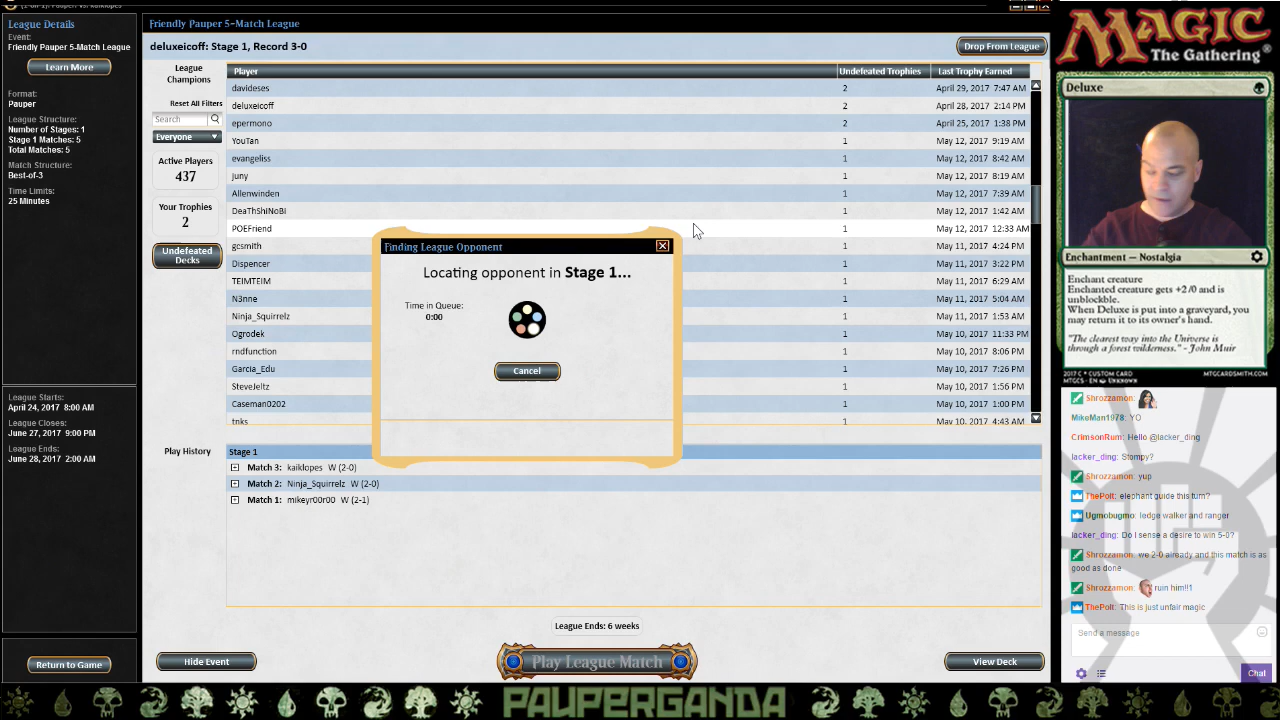 League Details
Event:
Friendly Pauper 5-Match League
Learn More
Format:
Pauper
League Structure:
Number of Stages: 1
Stage 1 Matches: 5
Total Matches: 5
Match Structure:
Best-of-3
Time Limits:
25 Minutes
League Starts:
April 24, 2017 8:00 AM
League Closes:
June 27, 2017 9:00 PM
League Ends:
June 28, 2017 2:00 AM
Return to Game
Friendly Pauper 5-Match League
deluxeicoff: Stage 1, Record 3-0
Drop From League
League
Champions
Reset All Filters
Search
Everyone
Active Players
437
Your Trophies
2
Undefeated
Decks
Player Undefeated Trophies Last Trophy Earned
davideses 2 April 29, 2017 7:47 AM
deluxeicoff 2 April 28, 2017 2:14 PM
epermono 2 April 25, 2017 1:38 PM
YouTan 1 May 12, 2017 9:19 AM
evangeliss 1 May 12, 2017 8:42 AM
Juny 1 May 12, 2017 8:19 AM
Allenwinden 1 May 12, 2017 7:39 AM
DeaThShiNoBi 1 May 12, 2017 1:42 AM
POEFriend 1 May 12, 2017 12:33 AM
gcsmith 1 May 11, 2017 4:24 PM
Dispencer 1 May 11, 2017 3:22 PM
TEIMTEIM 1 May 11, 2017 6:29 AM
N3nne 1 May 11, 2017 5:04 AM
Ninja_Squirrelz 1 May 11, 2017 1:53 AM
Ogrodek 1 May 10, 2017 11:33 PM
rndfunction 1 May 10, 2017 8:06 PM
Garcia_Edu 1 May 10, 2017 7:26 PM
SteveJeltz 1 May 10, 2017 1:56 PM
Caseman0202 1 May 10, 2017 1:00 PM
tnks 1 May 10, 2017 4:43 AM
Finding League Opponent
Locating opponent in Stage 1...
Time in Queue:
0:00
Cancel
Play History
Stage 1
Match 3: kaiklopes W (2-0)
Match 2: Ninja_Squirrelz W (2-0)
Match 1: mikeyr00r00 W (2-1)
League Ends: 6 weeks
Hide Event
Play League Match
View Deck
PAUPERGANDA
MAGIC
The Gathering®
Deluxe
Enchantment — Nostalgia
Enchant creature
Enchanted creature gets +2/+0 and is
unblockble.
When Deluxe is put into a graveyard, you
may return it to its owner's hand.
"The clearest way into the Universe is
through a forest wilderness." - John Muir
2017 C * CUSTOM CARD
MTGCS • EN Unknown
MTGCARDSMITH.COM
Shrozzamon:
MikeMan1978: YO
CrimsonRum: Hello @lacker_ding
lacker_ding: Stompy?
Shrozzamon: yup
ThePolt: elephant guide this turn?
Ugmobugmo: ledge walker and ranger
lacker_ding: Do I sense a desire to win 5-0?
Shrozzamon: we 2-0 already and this match is as
good as done
Shrozzamon: ruin him!!1
ThePolt: This is just unfair magic
Send a message
Chat